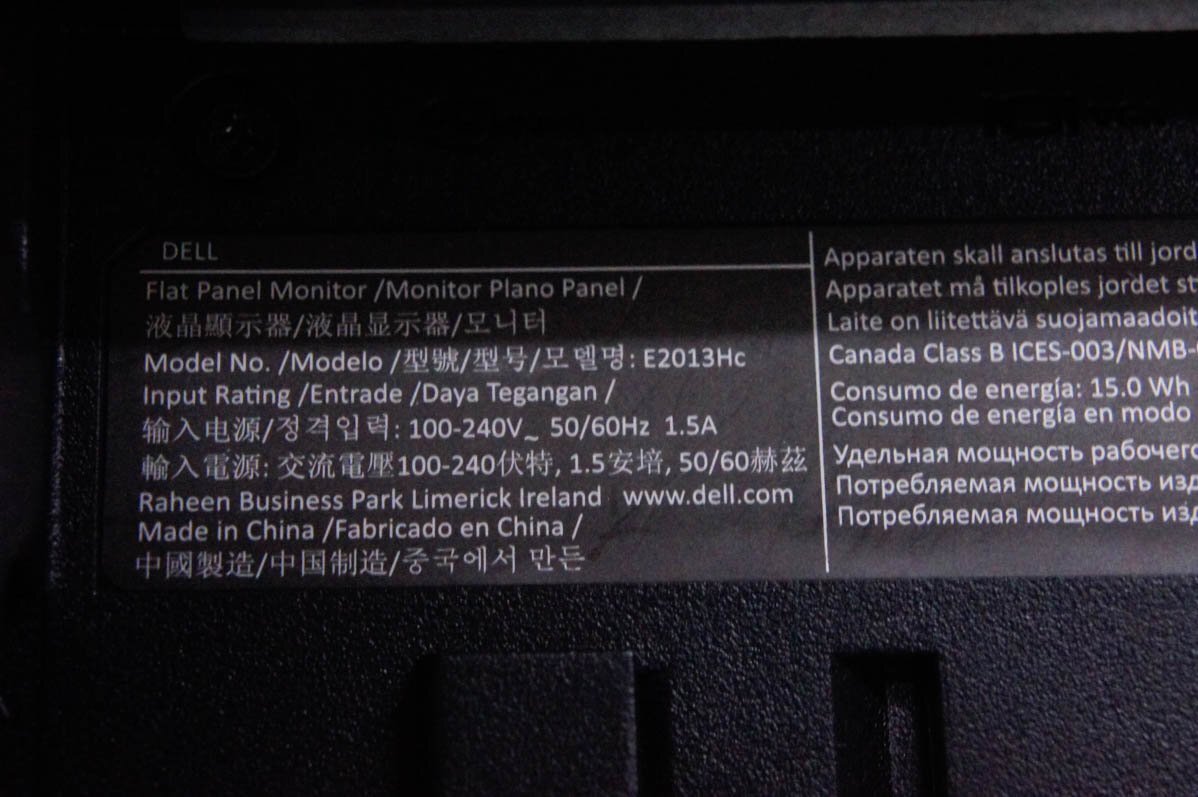 DELL
Flat Panel Monitor /Monitor Plano Panel /
液晶顯示器/液晶显示器/모니터
Model No. /Modelo /型號/型号/모델명: E2013Hc
Input Rating /Entrade /Daya Tegangan /
输入电源/정격입력: 100-240V~ 50/60Hz 1.5A
輸入電源: 交流電壓100-240伏特, 1.5安培, 50/60赫茲
Raheen Business Park Limerick Ireland www.dell.com
Made in China /Fabricado en China /
中國製造/中国制造/중국에서 만든
Apparaten skall anslutas till jord
Apparatet må tilkoples jordet st
Laite on liitettävä suojamaadoit
Canada Class B ICES-003/NMB-
Consumo de energía: 15.0 Wh
Consumo de energía en modo
Удельная мощность рабочего
Потребляемая мощность изд
Потребляемая мощность изд